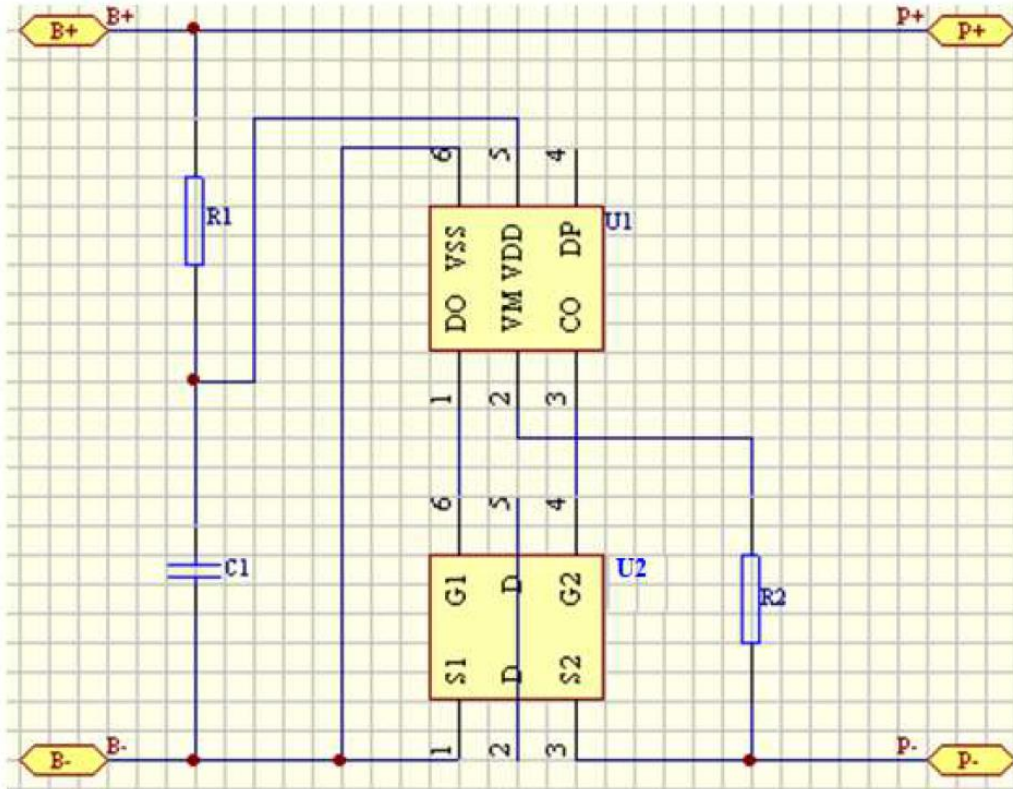 B+ B+ P+ P+
6 5 4
R1 U1
VSS VDD DP
DO VM CO
1 2 3
6 5 4
C1 U2
G1 D G2 R2
S1 D S2
1 2 3
B- B- P- P-